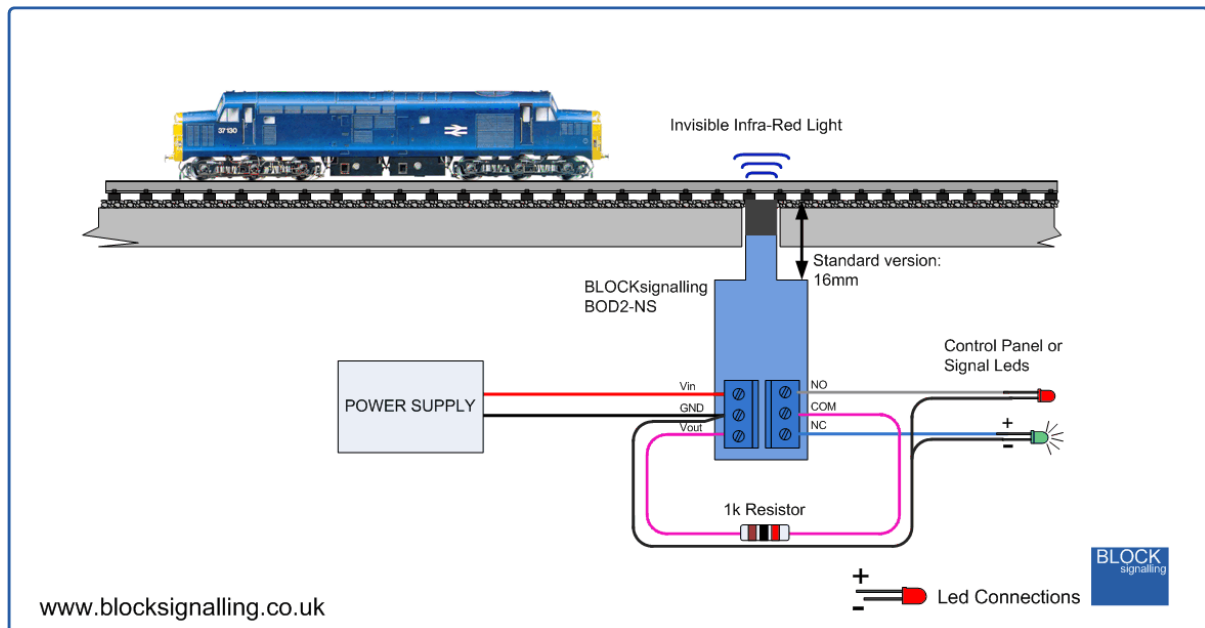 37130
Invisible Infra-Red Light
Standard version:
16mm
BLOCKsignalling
BOD2-NS
Control Panel or
Signal Leds
POWER SUPPLY
Vin
GND
Vout
NO
COM
NC
+
-
1k Resistor
+
-
Led Connections
BLOCK
signalling
www.blocksignalling.co.uk